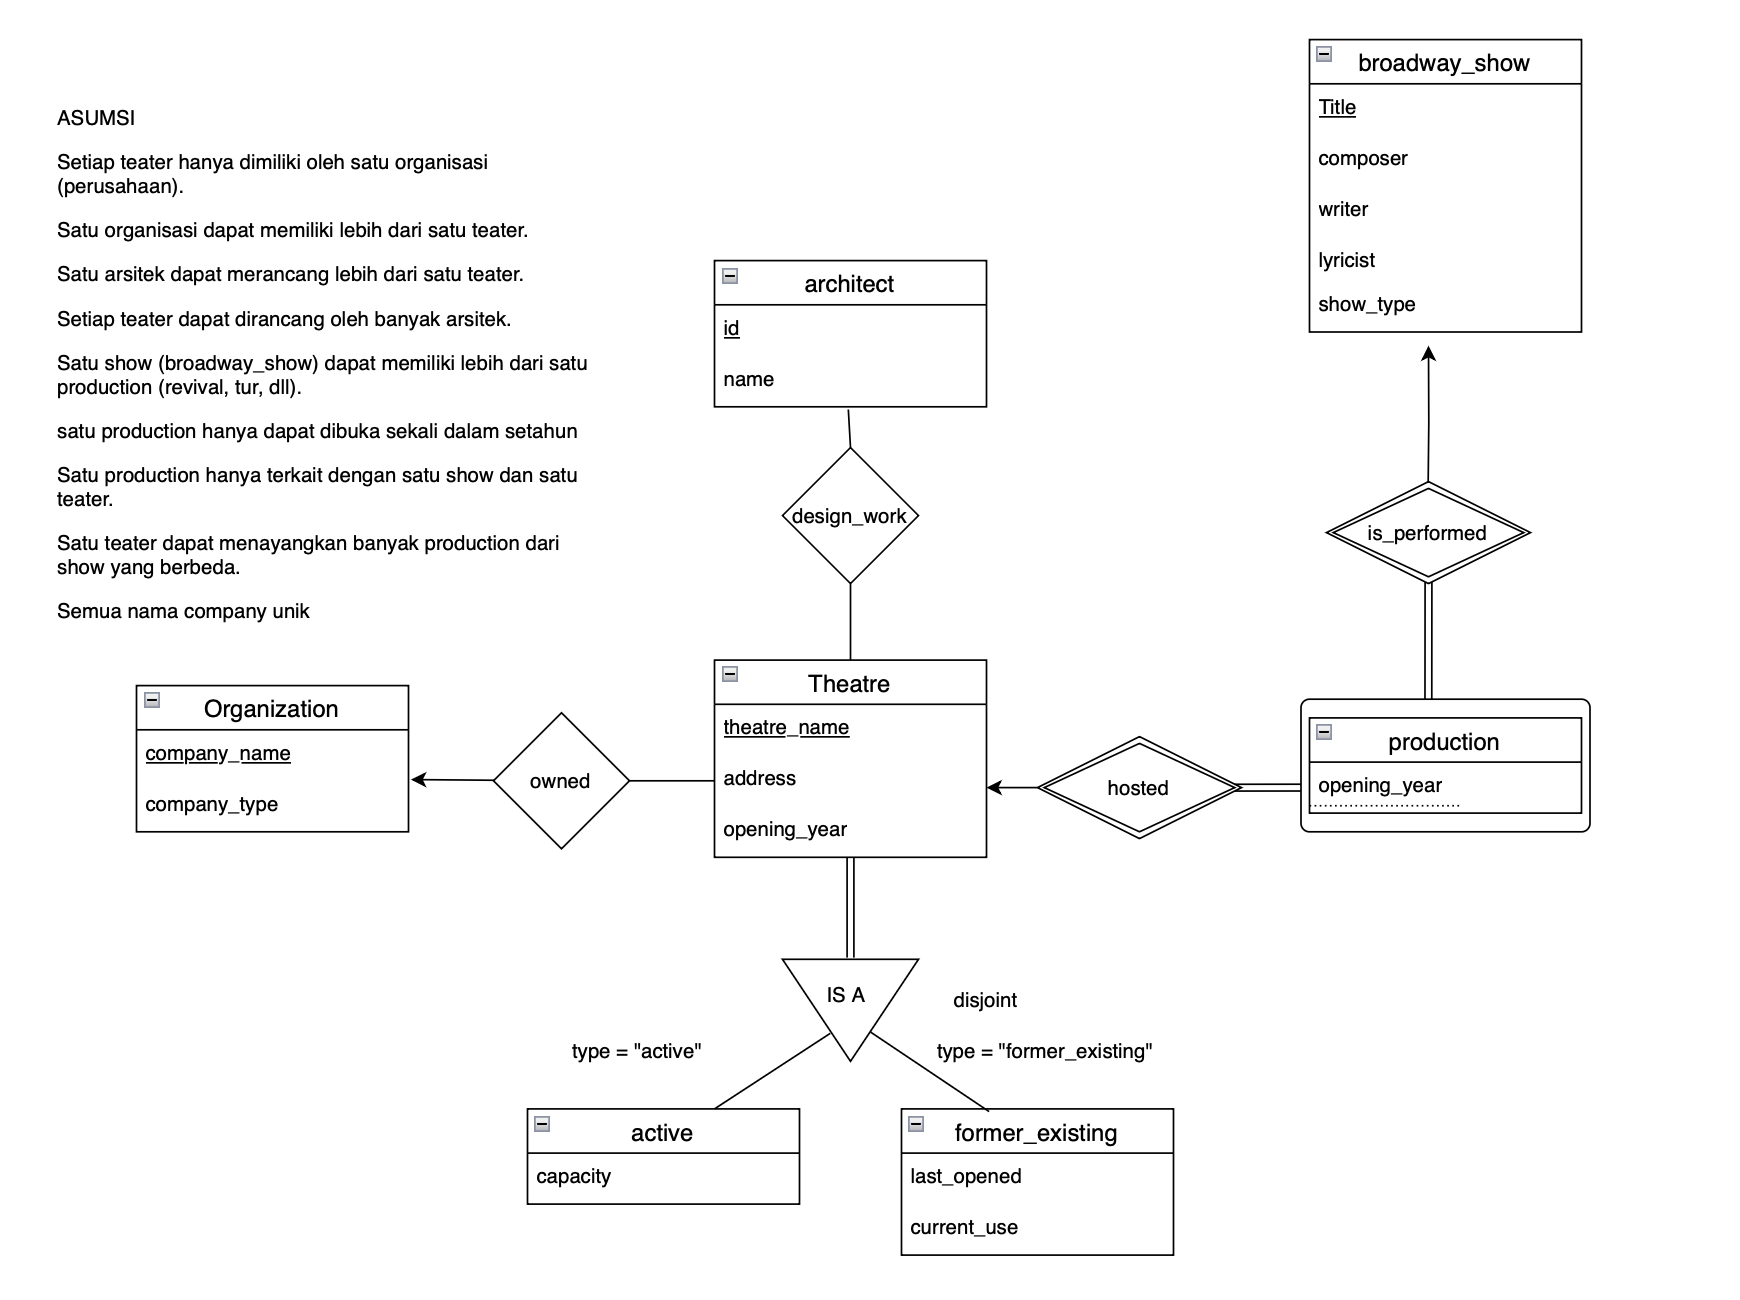 ASUMSI
Setiap teater hanya dimiliki oleh satu organisasi
(perusahaan).
Satu organisasi dapat memiliki lebih dari satu teater.
Satu arsitek dapat merancang lebih dari satu teater.
Setiap teater dapat dirancang oleh banyak arsitek.
Satu show (broadway_show) dapat memiliki lebih dari satu
production (revival, tur, dll).
satu production hanya dapat dibuka sekali dalam setahun
Satu production hanya terkait dengan satu show dan satu
teater.
Satu teater dapat menayangkan banyak production dari
show yang berbeda.
Semua nama company unik
broadway_show
Title
composer
writer
lyricist
show_type
architect
id
name
design_work
is_performed
Organization
company_name
company_type
owned
Theatre
theatre_name
address
opening_year
hosted
production
opening_year
IS A
disjoint
type = "active"
type = "former_existing"
active
capacity
former_existing
last_opened
current_use